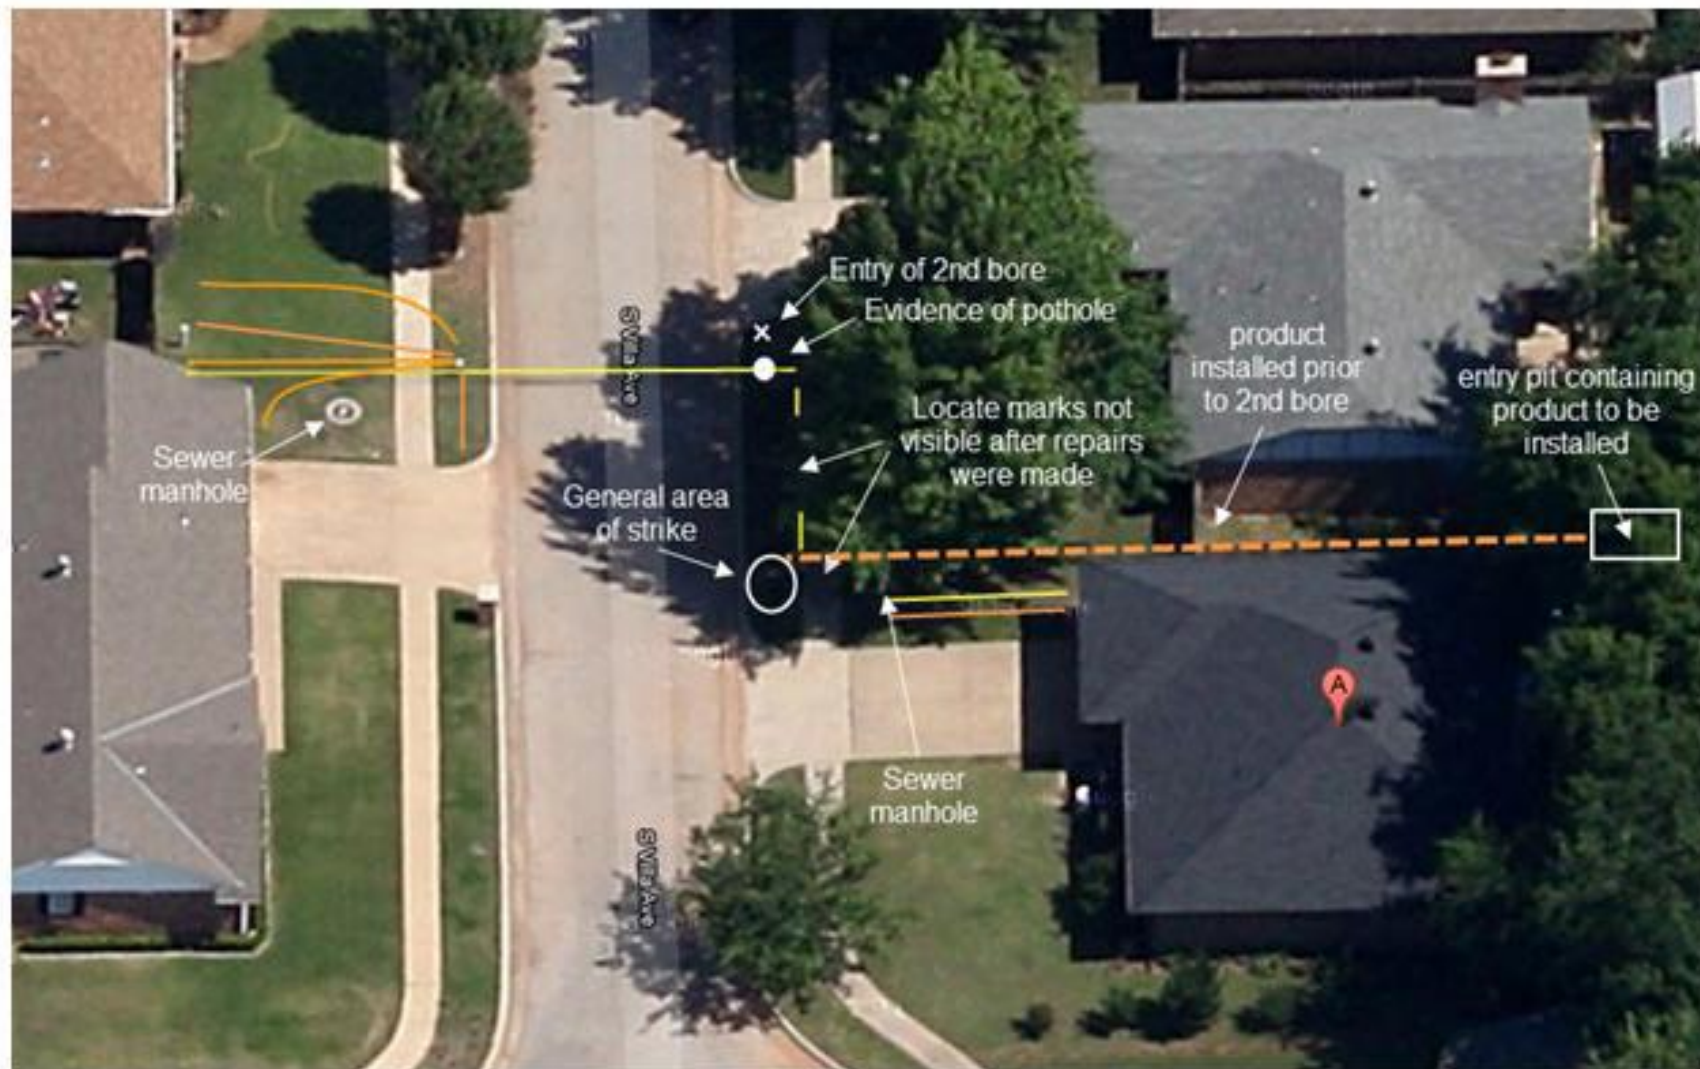 Entry of 2nd bore
Evidence of pothole
product
installed prior
to 2nd bore
entry pit containing
product to be
installed
Locate marks not
visible after repairs
were made
Sewer
manhole
General area
of strike
S Villa Ave
A
Sewer
manhole
S Villa Ave